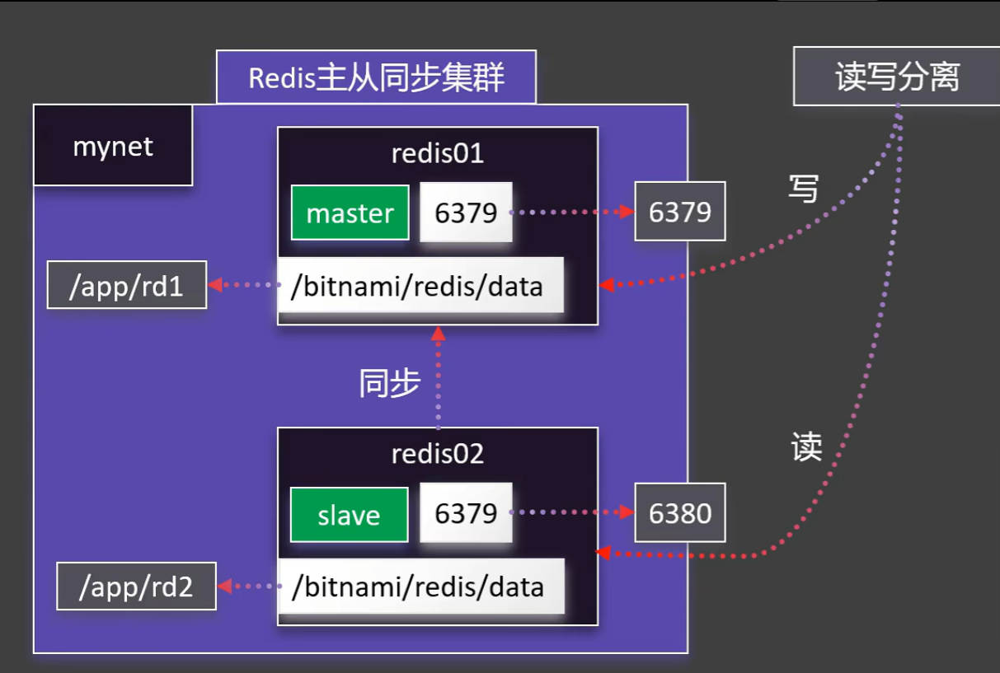 Redis主从同步集群
读写分离
mynet
redis01
master
6379
6379
写
/app/rd1
/bitnami/redis/data
同步
redis02
读
slave
6379
6380
/app/rd2
/bitnami/redis/data